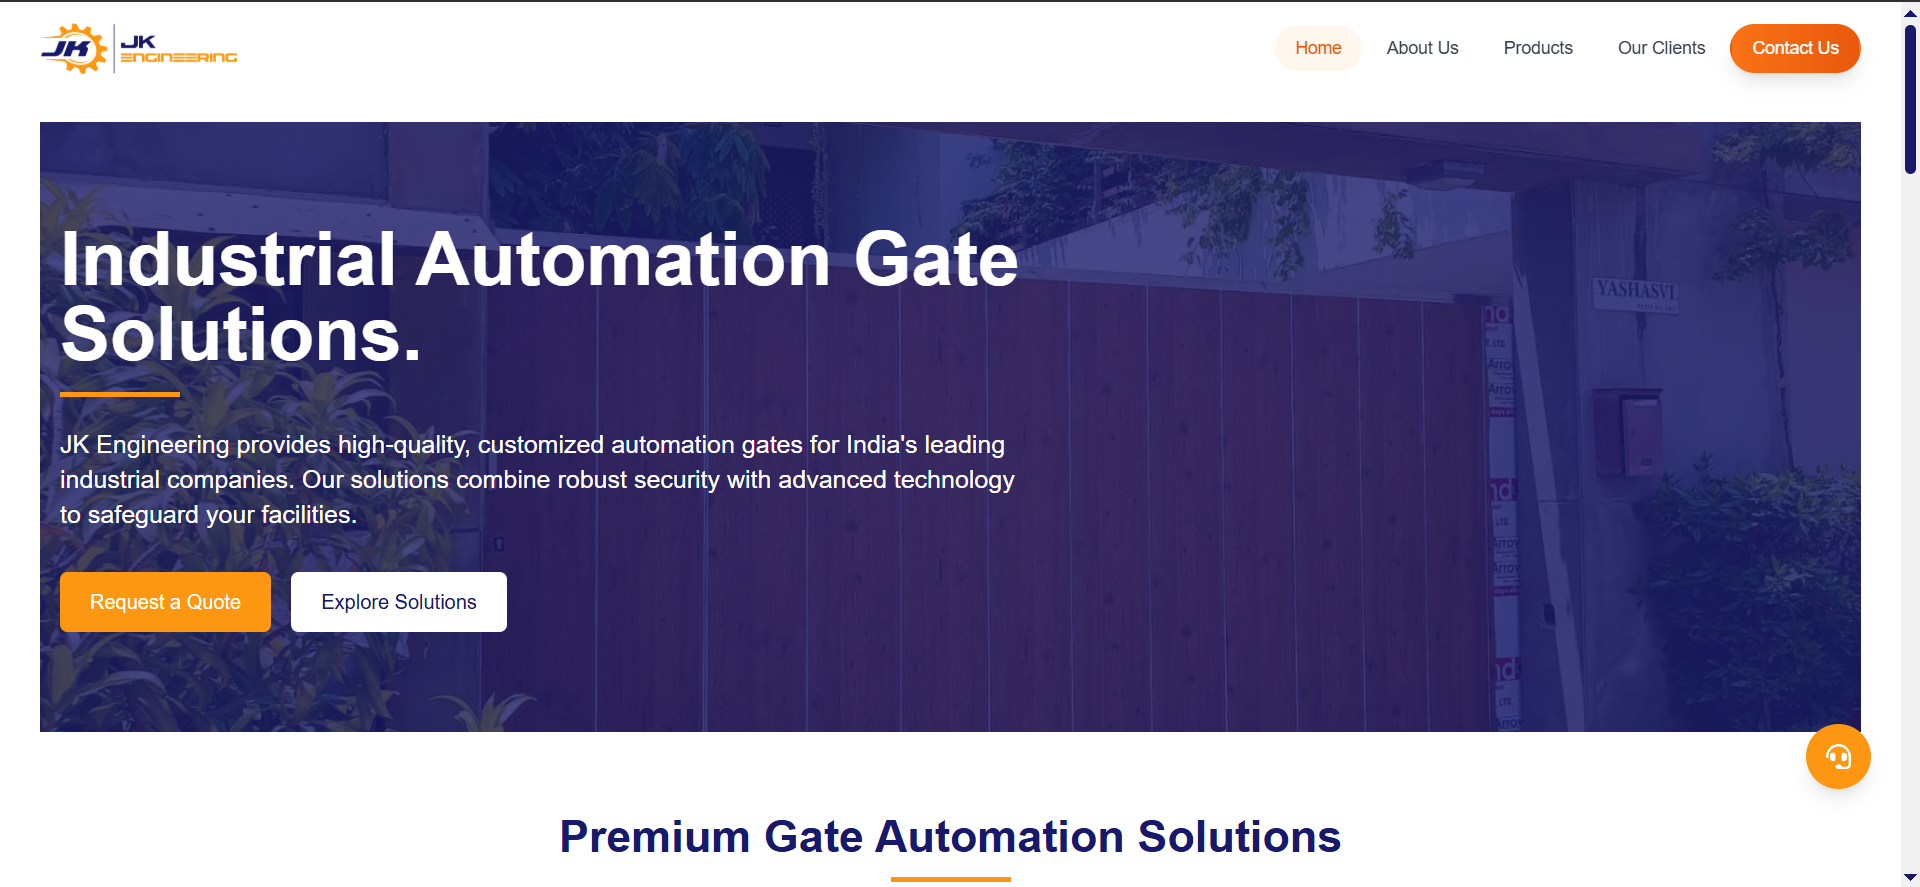 JK
JK
ENGINEERING
Home
About Us
Products
Our Clients
Contact Us
Industrial Automation Gate
Solutions.
YASHASVI
JK Engineering provides high-quality, customized automation gates for India's leading
industrial companies. Our solutions combine robust security with advanced technology
to safeguard your facilities.
Request a Quote
Explore Solutions
Premium Gate Automation Solutions